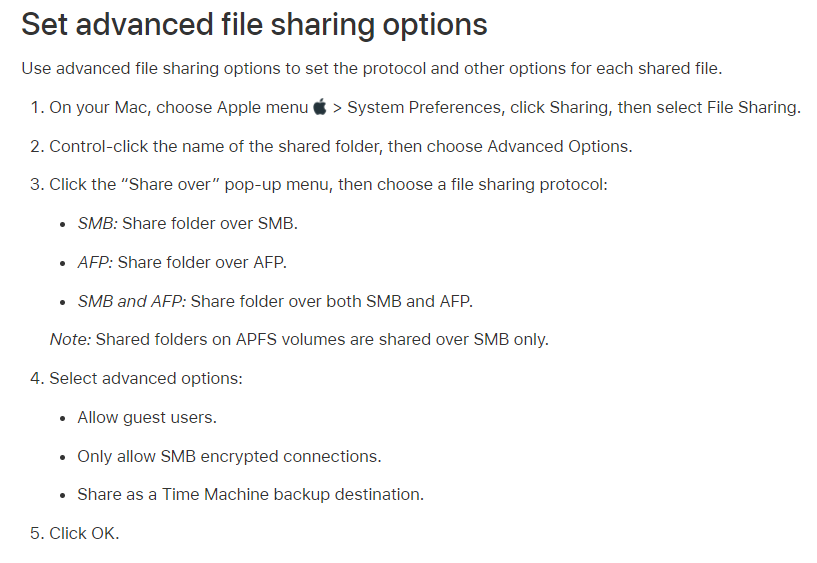 Set advanced file sharing options
Use advanced file sharing options to set the protocol and other options for each shared file.
1. On your Mac, choose Apple menu > System Preferences, click Sharing, then select File Sharing.
2. Control-click the name of the shared folder, then choose Advanced Options.
3. Click the “Share over” pop-up menu, then choose a file sharing protocol:
• SMB: Share folder over SMB.
• AFP: Share folder over AFP.
• SMB and AFP: Share folder over both SMB and AFP.
Note: Shared folders on APFS volumes are shared over SMB only.
4. Select advanced options:
• Allow guest users.
• Only allow SMB encrypted connections.
• Share as a Time Machine backup destination.
5. Click OK.